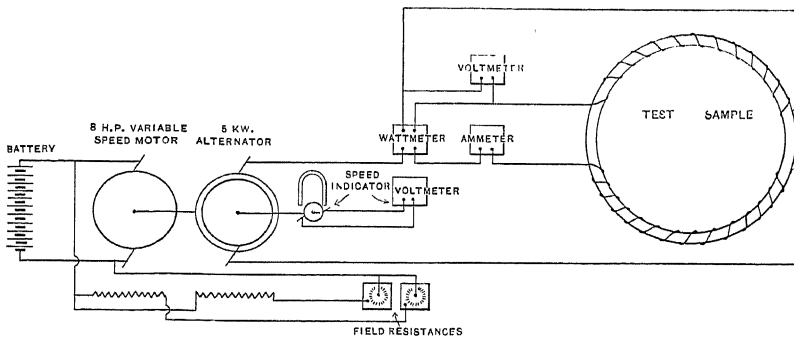 VOLTMETER
TEST SAMPLE
8 H.P. VARIABLE
SPEED MOTOR
5 KW.
ALTERNATOR
WATTMETER
AMMETER
BATTERY
SPEED
INDICATOR
VOLTMETER
FIELD RESISTANCES